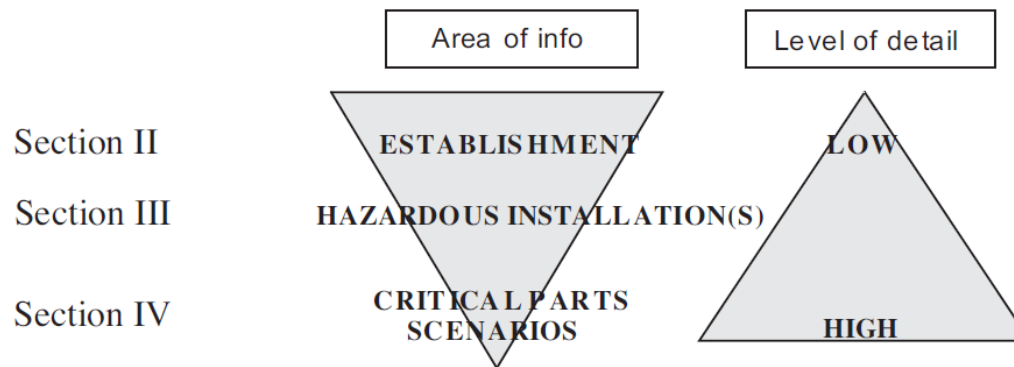 Area of info
Level of detail
Section II
ESTABLISHMENT
LOW
Section III
HAZARDOUS INSTALLATION(S)
Section IV
CRITICAL PARTS
SCENARIOS
HIGH